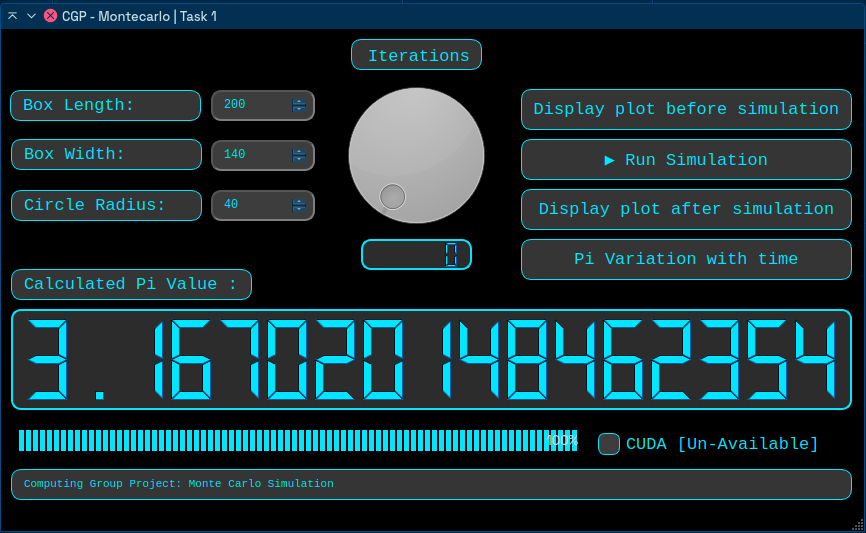 CGP - Montecarlo | Task 1
Iterations
Box Length:
200
Display plot before simulation
Box Width:
140
▶ Run Simulation
Circle Radius:
40
Display plot after simulation
0
Pi Variation with time
Calculated Pi Value :
3.167020148462354
100%
CUDA [Un-Available]
Computing Group Project: Monte Carlo Simulation